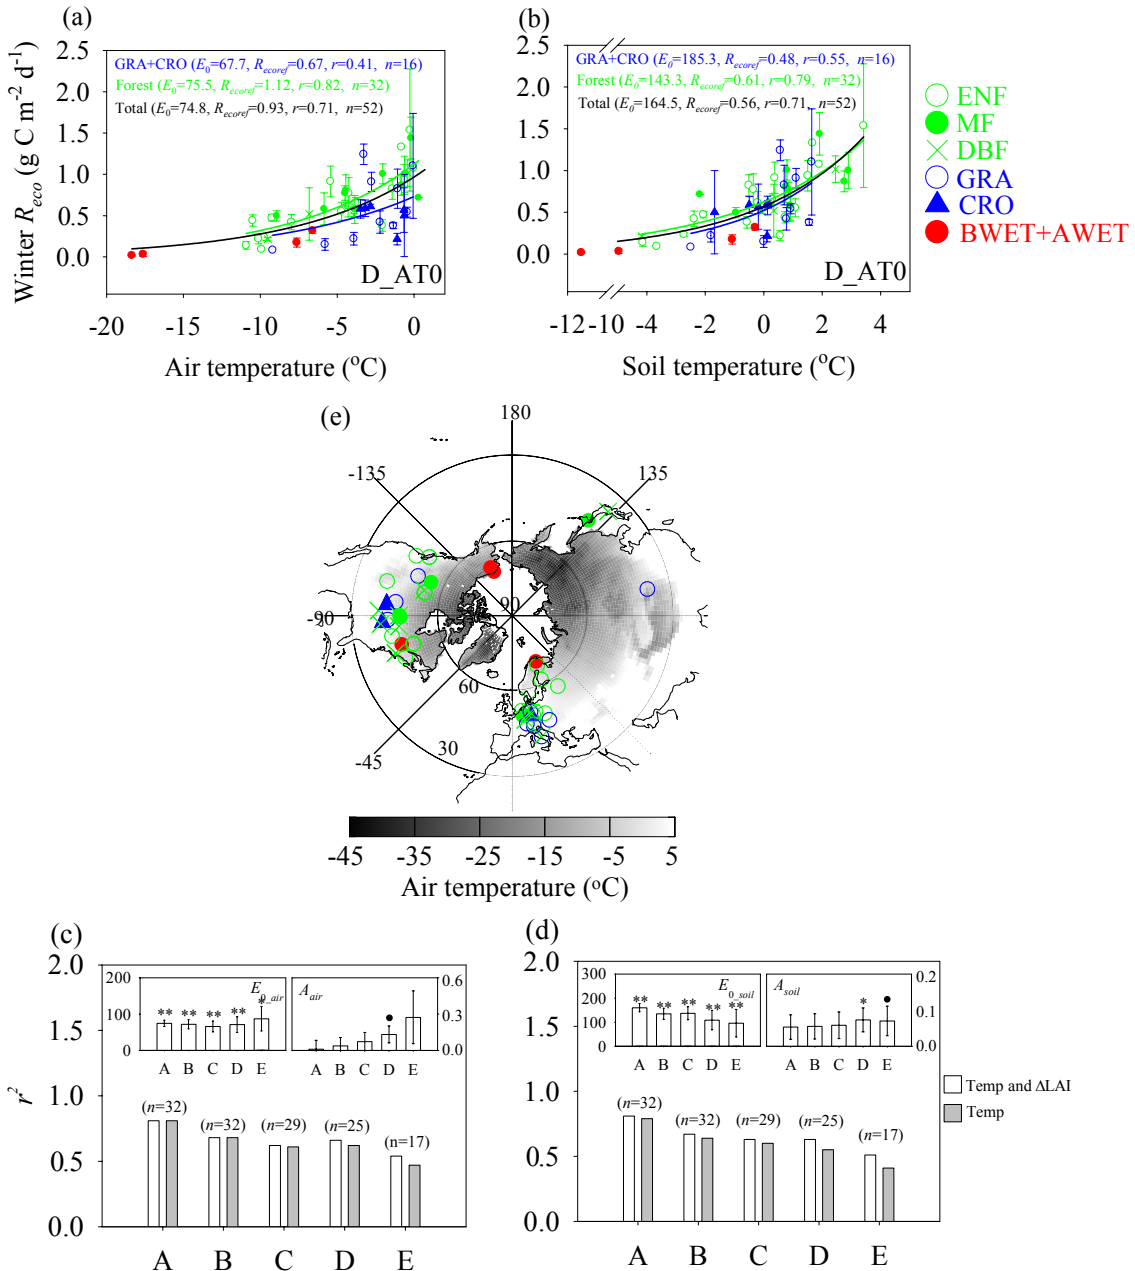 (a)
(b)
2.5
2.0
1.5
1.0
0.5
0.0
Winter Reco (g C m-2 d-1)
GRA+CRO (E0=67.7, Recoref=0.67, r=0.41, n=16)
Forest (E0=75.5, Recoref=1.12, r=0.82, n=32)
Total (E0=74.8, Recoref=0.93, r=0.71, n=52)
D_AT0
-20 -15 -10 -5 0
Air temperature (oC)
2.5
2.0
1.5
1.0
0.5
0.0
GRA+CRO (E0=185.3, Recoref=0.48, r=0.55, n=16)
Forest (E0=143.3, Recoref=0.61, r=0.79, n=32)
Total (E0=164.5, Recoref=0.56, r=0.71, n=52)
D_AT0
-12 -10 -4 -2 0 2 4
Soil temperature (oC)
ENF
MF
DBF
GRA
CRO
BWET+AWET
(e)
180
-135
135
-90
90
60
30
-45
-45 -35 -25 -15 -5 5
Air temperature (oC)
(c)
2.0
1.5
1.0
0.5
0.0
r2
200
100
0
E0_air
** ** ** ** *
A B C D E
Aair
0.6
0.3
0.0
A B C D E
(n=32)
(n=32)
(n=29)
(n=25)
(n=17)
A B C D E
(d)
2.0
1.5
1.0
0.5
0.0
300
200
100
0
E0_soil
** ** ** ** **
A B C D E
Asoil
*
0.2
0.1
0.0
A B C D E
(n=32)
(n=32)
(n=29)
(n=25)
(n=17)
A B C D E
Temp and ΔLAI
Temp